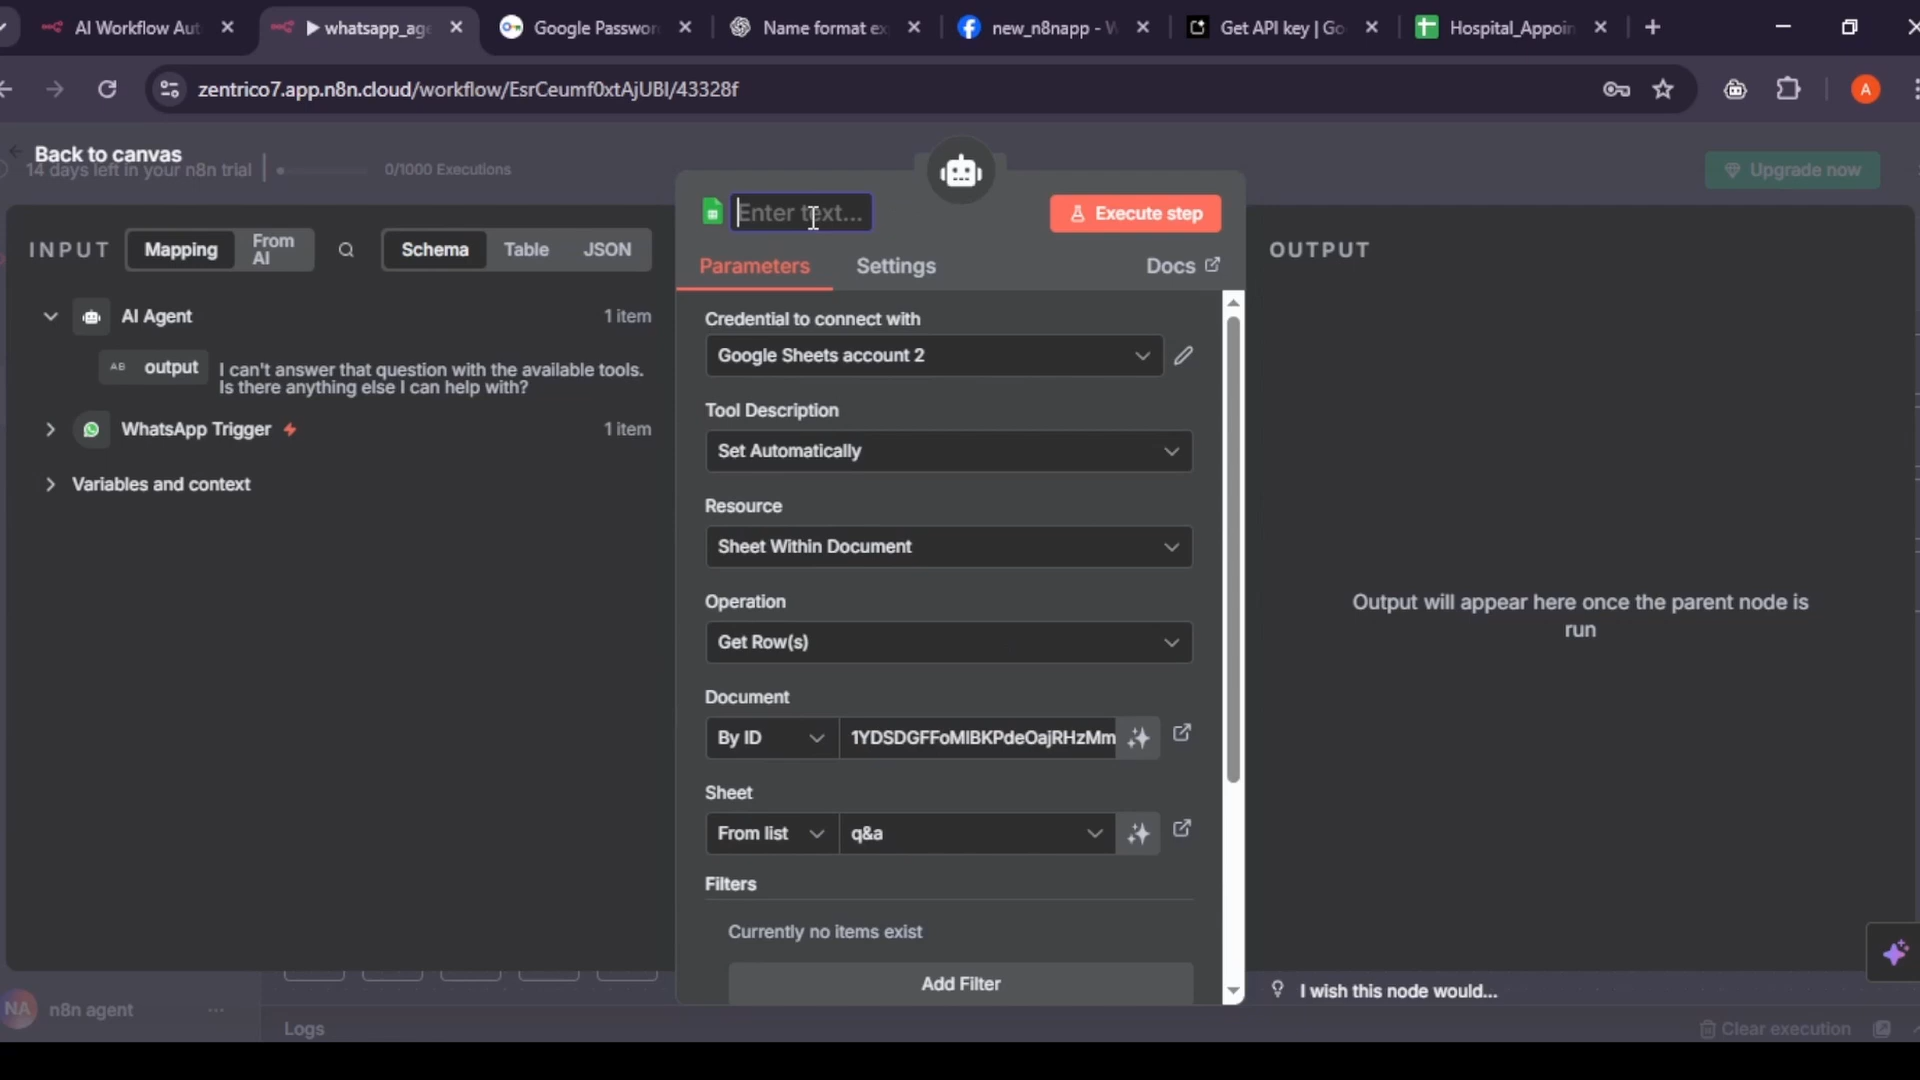 AI Workflow Aut
whatsapp_age
Google Passwor
Name format ex
new_n8napp - W
Get API key | Go
Hospital_Appoin
zentrico7.app.n8n.cloud/workflow/EsrCeumf0xtAjUBI/43328f
A
Back to canvas
14 days left in your n8n trial
0/1000 Executions
Upgrade now
Enter text...
Execute step
INPUT
Mapping
From AI
Schema
Table
JSON
Parameters
Settings
Docs
OUTPUT
AI Agent
1 item
AB output
I can't answer that question with the available tools.
Is there anything else I can help with?
WhatsApp Trigger
1 item
Variables and context
Credential to connect with
Google Sheets account 2
Tool Description
Set Automatically
Resource
Sheet Within Document
Operation
Get Row(s)
Document
By ID
1YDSDGFFoMIBKPdeOajRHzMm
Sheet
From list
q&a
Filters
Currently no items exist
Add Filter
Output will appear here once the parent node is
run
I wish this node would...
NA
n8n agent
Logs
Clear execution